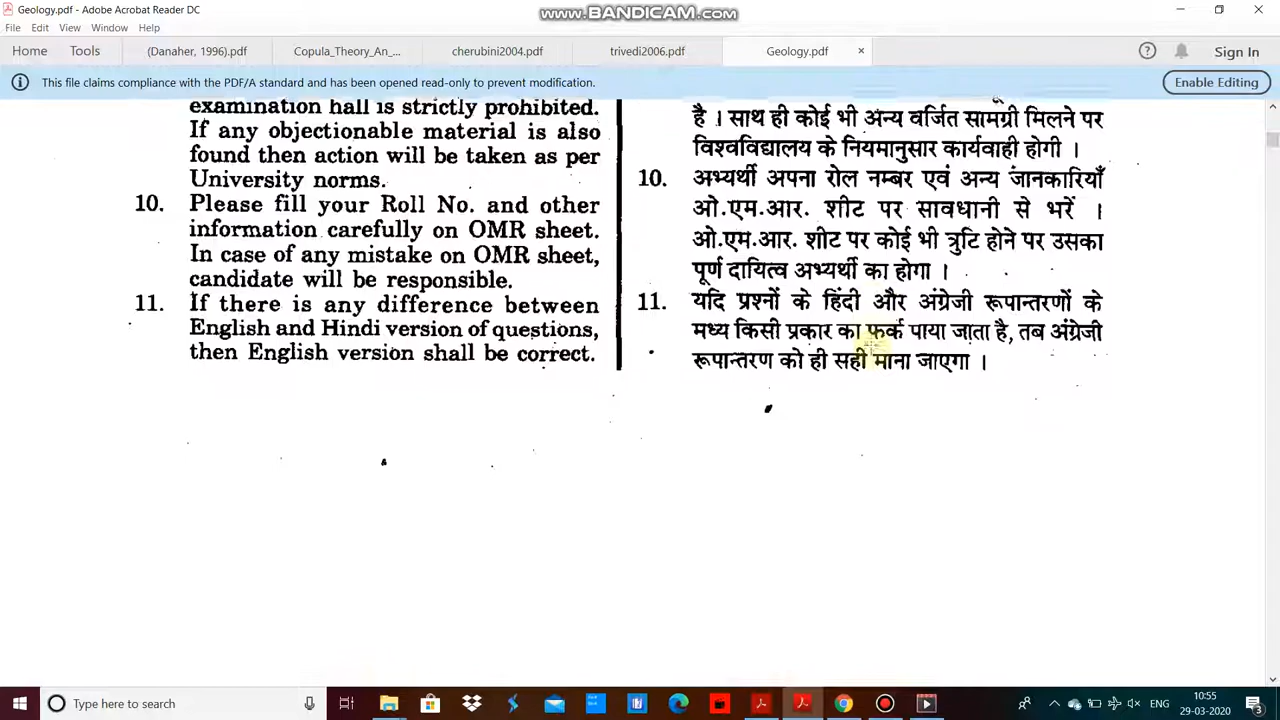 Geology.pdf - Adobe Acrobat Reader DC
www.BANDICAM.com
File Edit View Window Help
Home Tools (Danaher, 1996).pdf Copula_Theory_An_... cherubini2004.pdf trivedi2006.pdf Geology.pdf × Sign In
This file claims compliance with the PDF/A standard and has been opened read-only to prevent modification. Enable Editing
examination hall is strictly prohibited.
If any objectionable material is also
found then action will be taken as per
University norms.
10. Please fill your Roll No. and other
information carefully on OMR sheet.
In case of any mistake on OMR sheet,
candidate will be responsible.
11. If there is any difference between
English and Hindi version of questions,
then English version shall be correct.
है । साथ ही कोई भी अन्य वर्जित सामग्री मिलने पर
विश्वविद्यालय के नियमानुसार कार्यवाही होगी ।
10. अभ्यर्थी अपना रोल नम्बर एवं अन्य जानकारियाँ
ओ.एम.आर. शीट पर सावधानी से भरें ।
ओ.एम.आर. शीट पर कोई भी त्रुटि होने पर उसका
पूर्ण दायित्व अभ्यर्थी का होगा ।
11. यदि प्रश्नों के हिंदी और अंग्रेजी रूपान्तरणों के
मध्य किसी प्रकार का फर्क पाया जाता है, तब अंग्रेजी
रूपान्तरण को ही सही माना जाएगा ।
Type here to search
ENG
10:55
29-03-2020
3